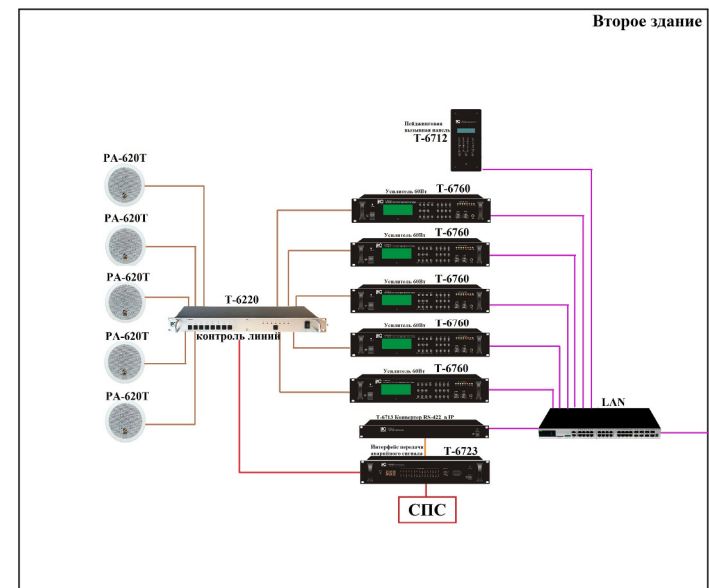 Второе здание
Пейджинговая
вызывная панель
T-6712
PA-620T
Усилитель 60Вт T-6760
PA-620T
Усилитель 60Вт T-6760
PA-620T
T-6760
Усилитель 60Вт
T-6220
контроль линий
PA-620T
T-6760
Усилитель 60Вт
PA-620T
T-6760
Усилитель 60Вт
LAN
T-6713 Конвертор RS-422 в IP
Интерфейс передачи
аварийного сигнала
T-6723
СПС